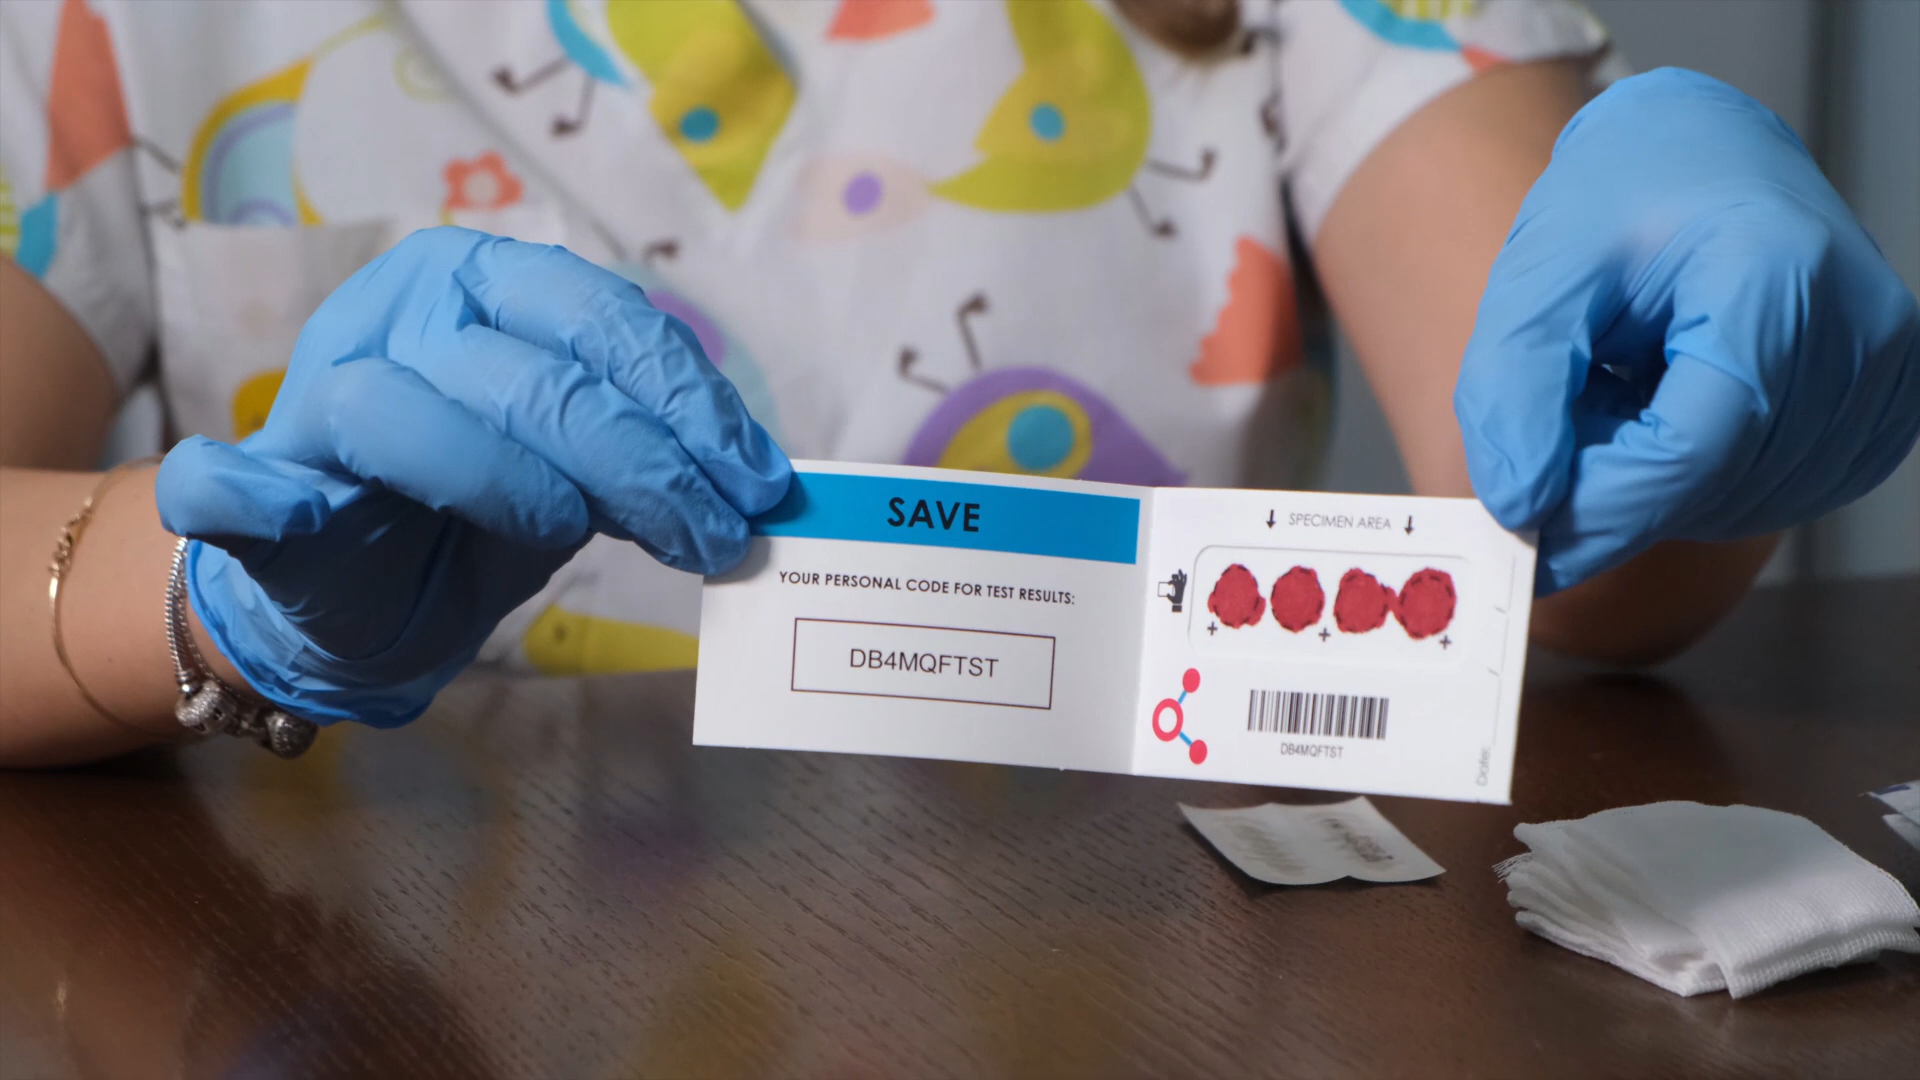 SAVE
YOUR PERSONAL CODE FOR TEST RESULTS:
DB4MQFTST
SPECIMEN AREA
DB4MQFTST